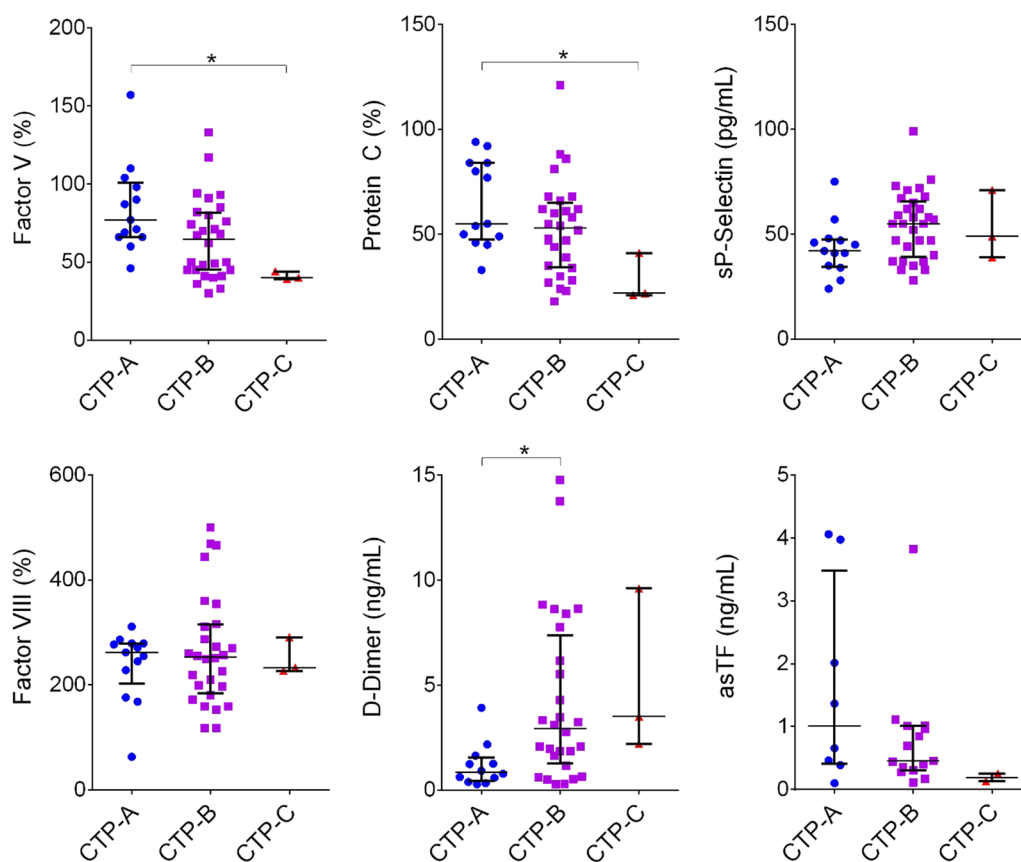 Factor V (%)
200
150
100
50
0
*
CTP-A
CTP-B
CTP-C
Protein C (%)
150
100
50
0
*
CTP-A
CTP-B
CTP-C
sP-Selectin (pg/mL)
150
100
50
0
CTP-A
CTP-B
CTP-C
Factor VIII (%)
600
400
200
0
CTP-A
CTP-B
CTP-C
D-Dimer (ng/mL)
15
10
5
0
*
CTP-A
CTP-B
CTP-C
asTF (ng/mL)
5
4
3
2
1
0
CTP-A
CTP-B
CTP-C